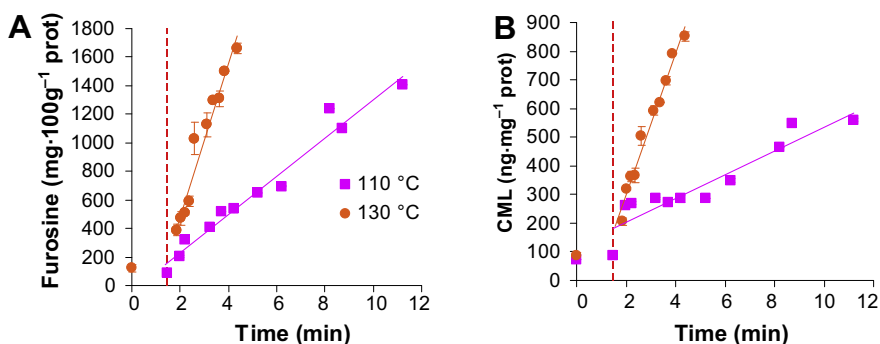 A
Furosine (mg·100g⁻¹ prot)
1800
1600
1400
1200
1000
800
600
400
200
0
0 2 4 6 8 10 12
Time (min)
110 °C
130 °C
B
CML (ng·mg⁻¹ prot)
900
800
700
600
500
400
300
200
100
0
0 2 4 6 8 10 12
Time (min)